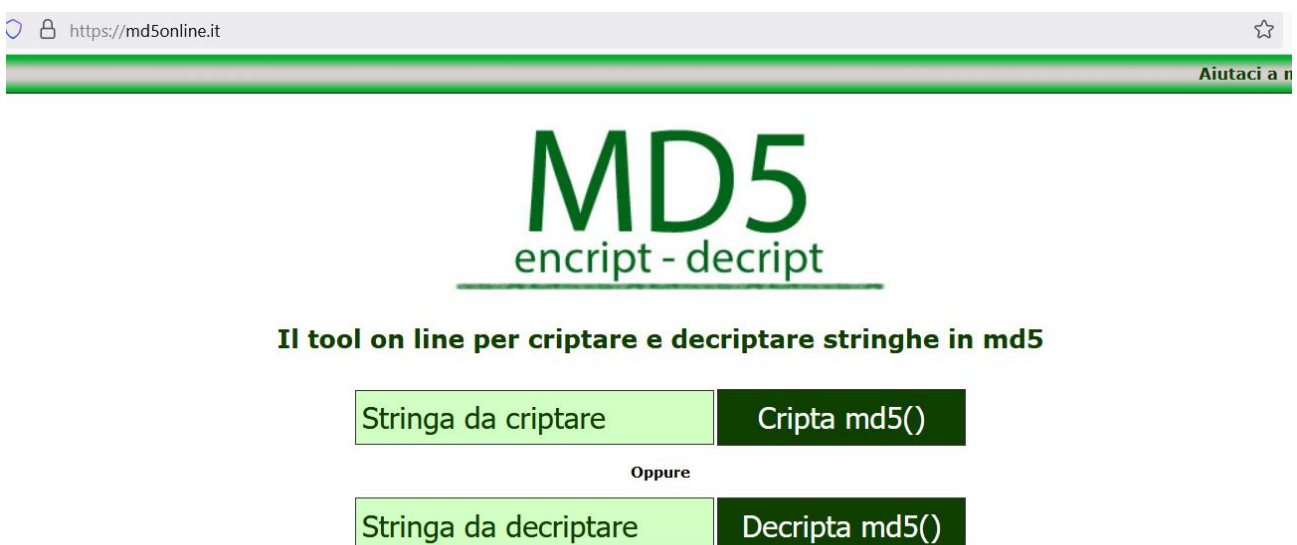 https://md5online.it
Aiutaci a
MD5
encript - decript
Il tool on line per criptare e decriptare stringhe in md5
Stringa da criptare
Cripta md5()
Oppure
Stringa da decriptare
Decripta md5()